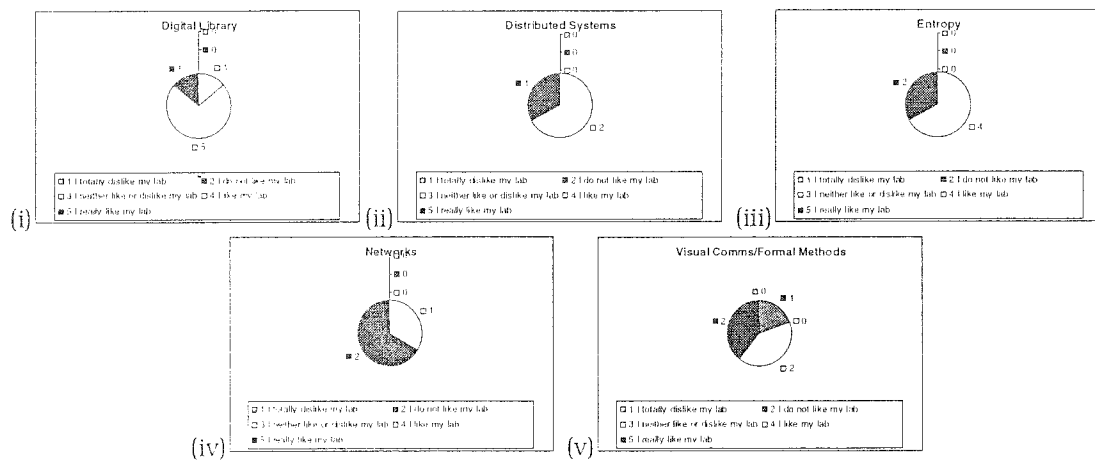 Digital Library
0
0
1
1
5
1 I totally dislike my lab 2 I do not like my lab
3 I neither like or dislike my lab 4 I like my lab
5 I really like my lab
(i)
Distributed Systems
0
0
0
1
2
1 I totally dislike my lab 2 I do not like my lab
3 I neither like or dislike my lab 4 I like my lab
5 I really like my lab
(ii)
Entropy
0
0
0
2
4
1 I totally dislike my lab 2 I do not like my lab
3 I neither like or dislike my lab 4 I like my lab
5 I really like my lab
(iii)
Networks
0
0
1
2
1 I totally dislike my lab 2 I do not like my lab
3 I neither like or dislike my lab 4 I like my lab
5 I really like my lab
(iv)
Visual Comms/Formal Methods
0
1
2
0
2
1 I totally dislike my lab 2 I do not like my lab
3 I neither like or dislike my lab 4 I like my lab
5 I really like my lab
(v)